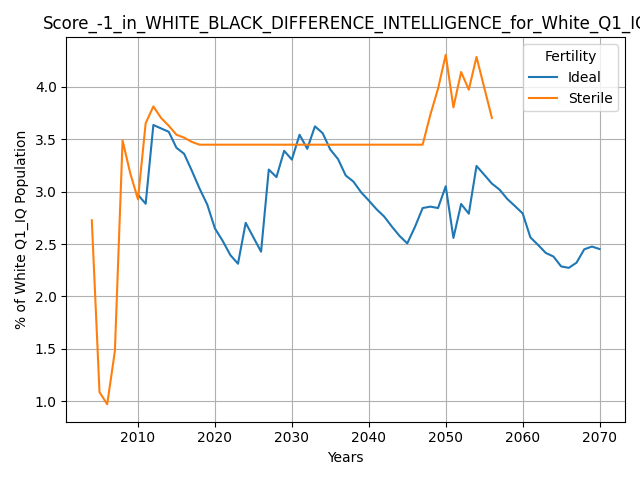 Score_-1_in_WHITE_BLACK_DIFFERENCE_INTELLIGENCE_for_White_Q1_IQ
Fertility
Ideal
Sterile
% of White Q1_IQ Population
4.0
3.5
3.0
2.5
2.0
1.5
1.0
2010 2020 2030 2040 2050 2060 2070
Years